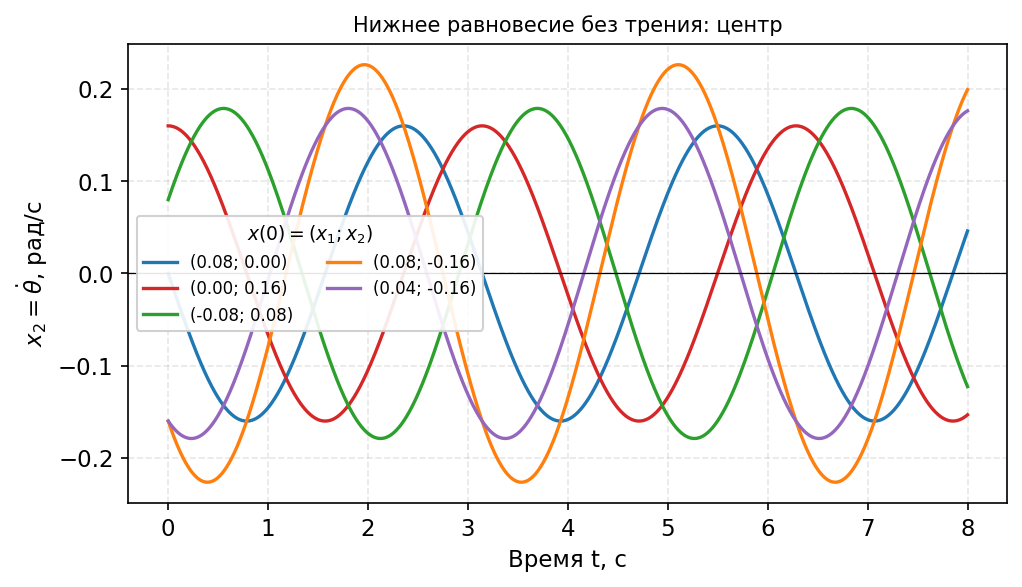 Нижнее равновесие без трения: центр
0.2
0.1
0.0
−0.1
−0.2
x₂ = θ̇, рад/с
x(0) = (x₁; x₂)
(0.08; 0.00) (0.08; -0.16)
(0.00; 0.16) (0.04; -0.16)
(-0.08; 0.08)
0 1 2 3 4 5 6 7 8
Время t, с